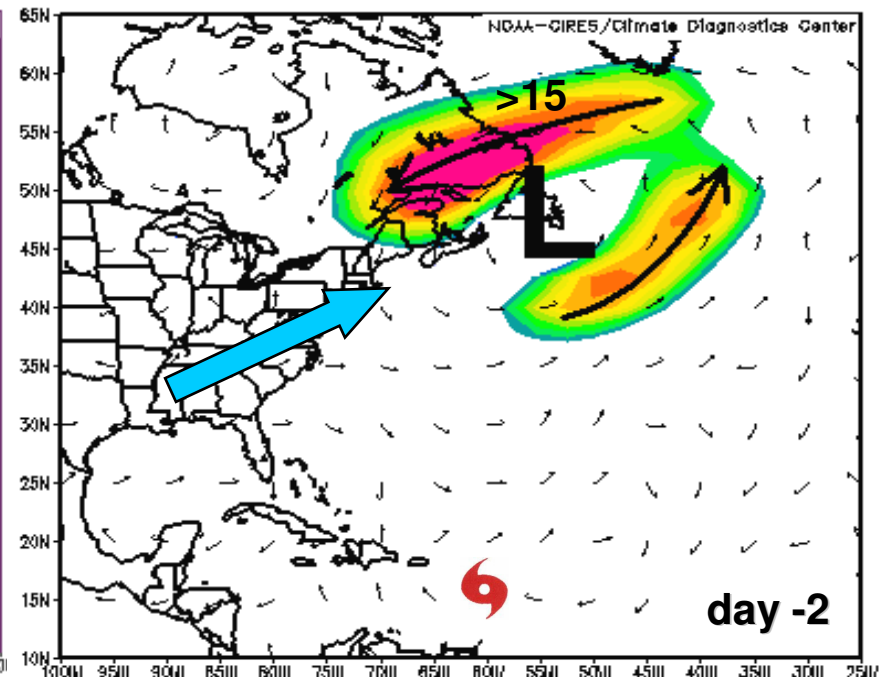 NOAA-CIRES/Climate Diagnostics Center
65N
60N
>15
55N
50N
L
45N
40N
35N
30N
25N
20N
15N
day -2
10N
100W 95W 90W 85W 80W 75W 70W 65W 60W 55W 50W 45W 40W 35W 30W 25W